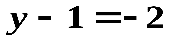 y − 1 = − 2